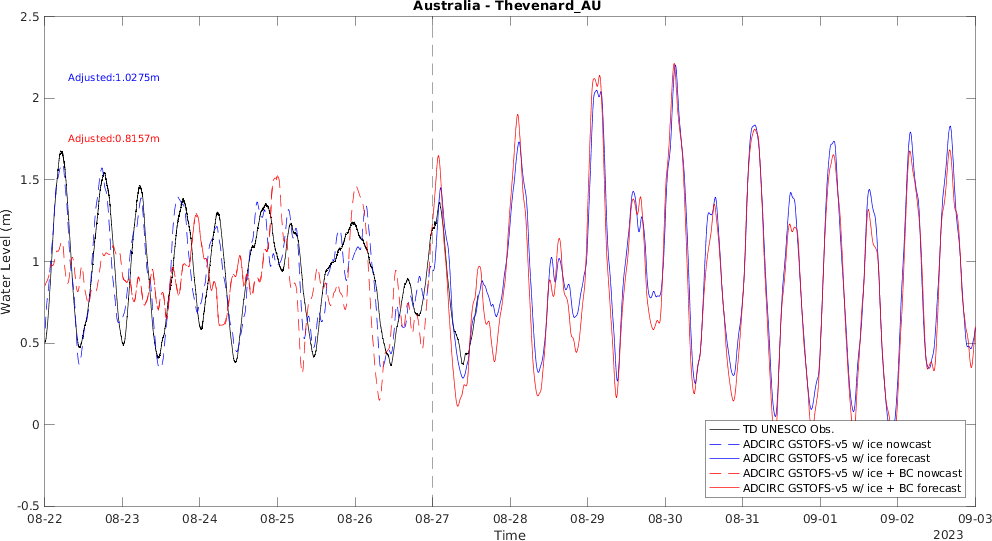 Australia - Thevenard_AU
2.5
2
1.5
1
0.5
0
-0.5
Water Level (m)
Adjusted:1.0275m
Adjusted:0.8157m
TD UNESCO Obs.
ADCIRC GSTOFS-v5 w/ ice nowcast
ADCIRC GSTOFS-v5 w/ ice forecast
ADCIRC GSTOFS-v5 w/ ice + BC nowcast
ADCIRC GSTOFS-v5 w/ ice + BC forecast
08-22 08-23 08-24 08-25 08-26 08-27 08-28 08-29 08-30 08-31 09-01 09-02 09-03
Time
2023